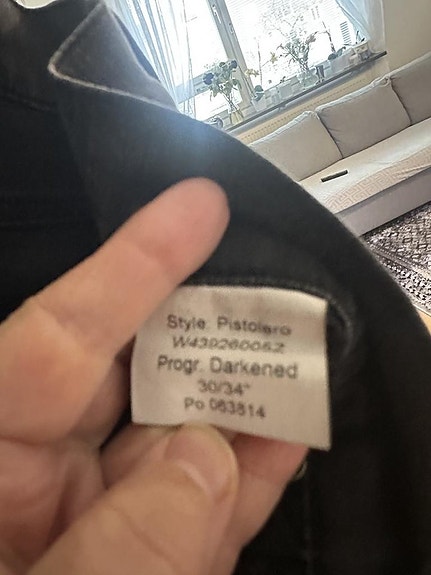 Style. Pistolero
W43926005Z
Progr. Darkened
30/34"
Po 063814